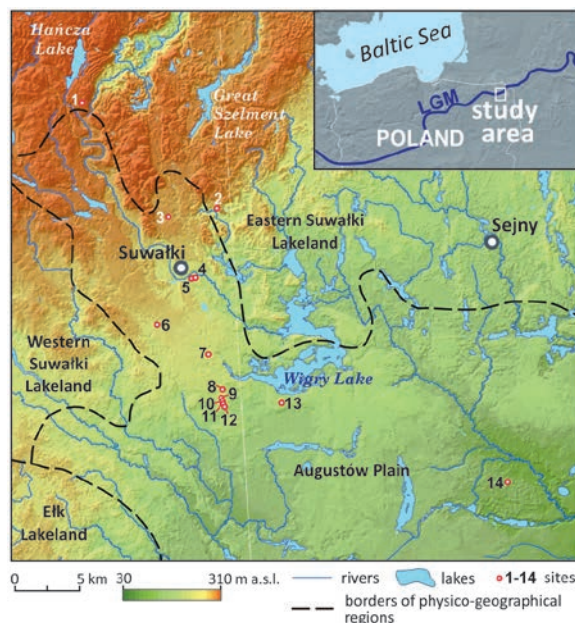 Hańcza
Lake
1
Great
Szelment
Lake
Baltic Sea
LGM
study
area
POLAND
2
3
Eastern Suwałki
Lakeland
Sejny
Suwałki
4
5
6
Western
Suwałki
Lakeland
7
Wigry Lake
8
9
10
11
12
13
Augustów Plain
14
Ełk
Lakeland
0 5 km
30 310 m a.s.l.
rivers
lakes
1-14 sites
borders of physico-geographical
regions